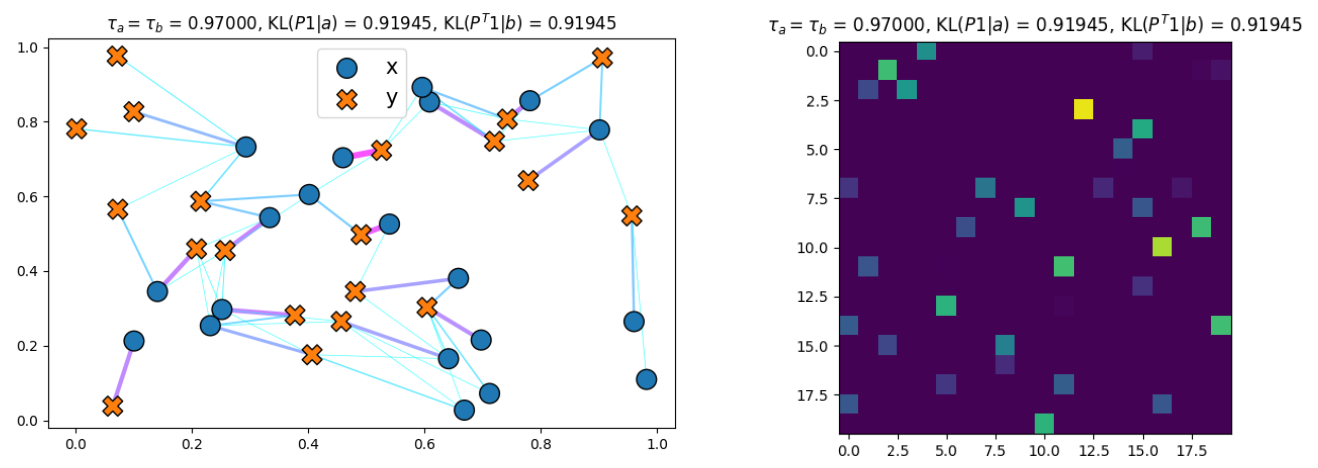 τa = τb = 0.97000, KL(P1|a) = 0.91945, KL(PT1|b) = 0.91945
1.0
0.8
0.6
0.4
0.2
0.0
0.0 0.2 0.4 0.6 0.8 1.0
x
y
τa = τb = 0.97000, KL(P1|a) = 0.91945, KL(PT1|b) = 0.91945
0.0
2.5
5.0
7.5
10.0
12.5
15.0
17.5
0.0 2.5 5.0 7.5 10.0 12.5 15.0 17.5